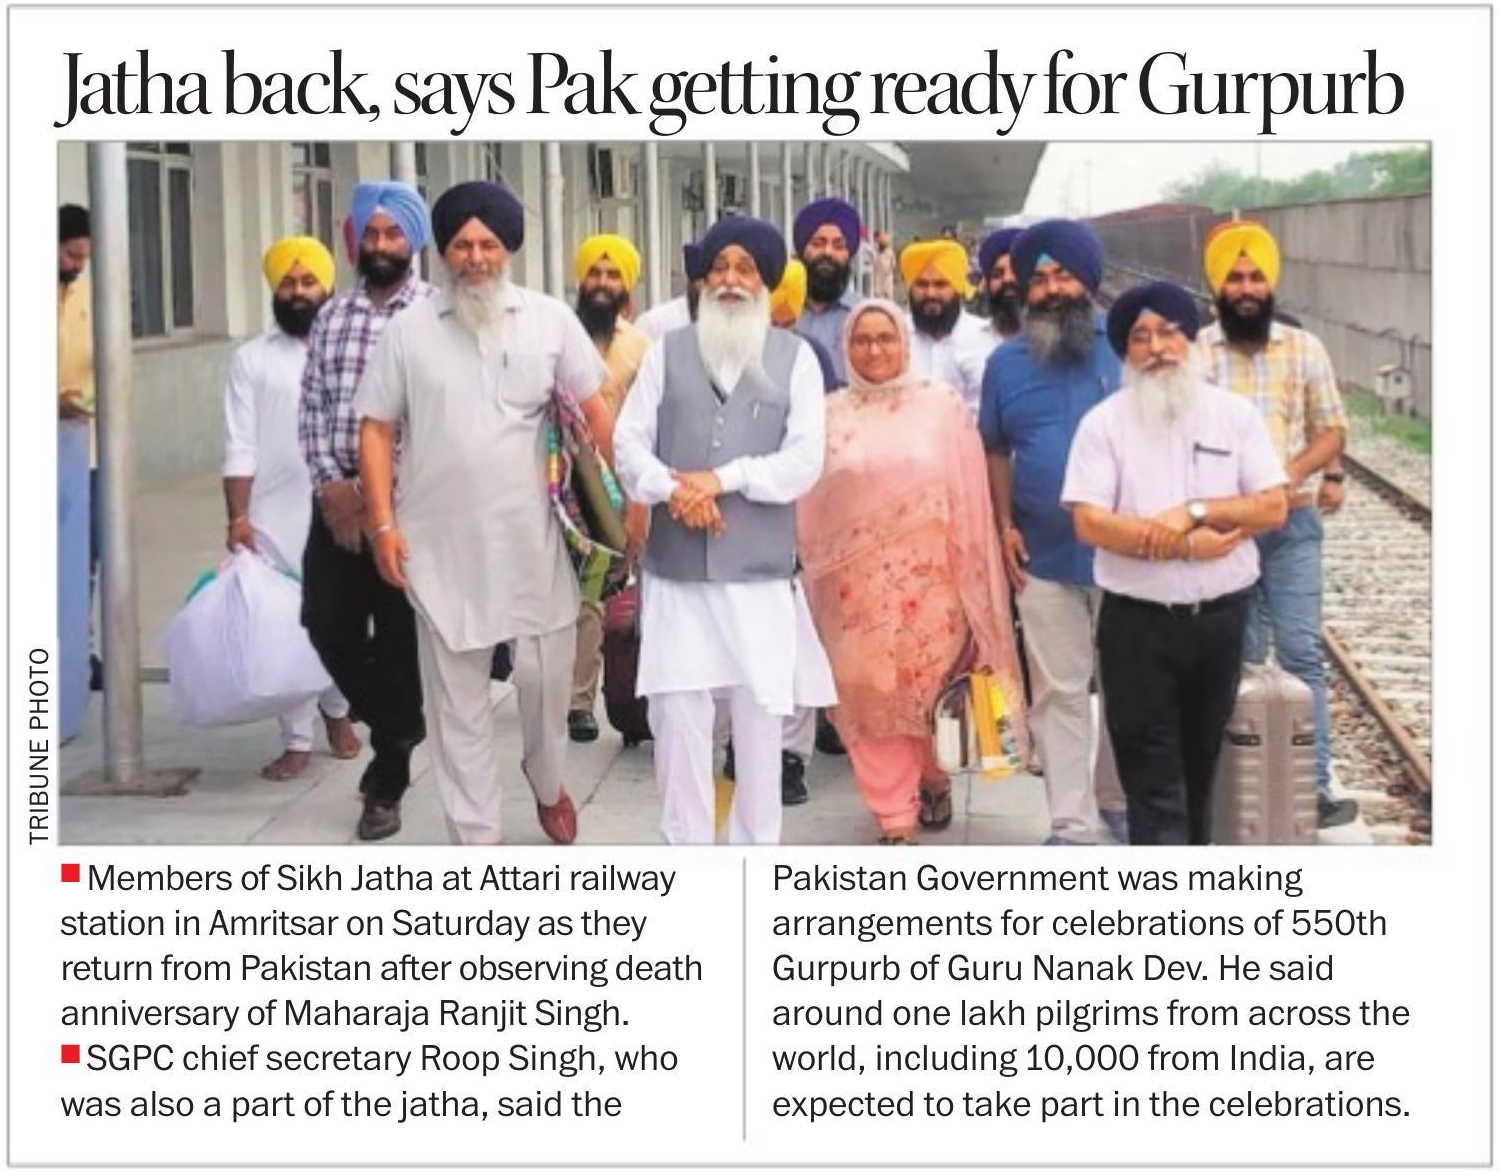 Jatha back, says Pak getting ready for Gurpurb
TRIBUNE PHOTO
Members of Sikh Jatha at Attari railway
station in Amritsar on Saturday as they
return from Pakistan after observing death
anniversary of Maharaja Ranjit Singh.
SGPC chief secretary Roop Singh, who
was also a part of the jatha, said the
Pakistan Government was making
arrangements for celebrations of 550th
Gurpurb of Guru Nanak Dev. He said
around one lakh pilgrims from across the
world, including 10,000 from India, are
expected to take part in the celebrations.